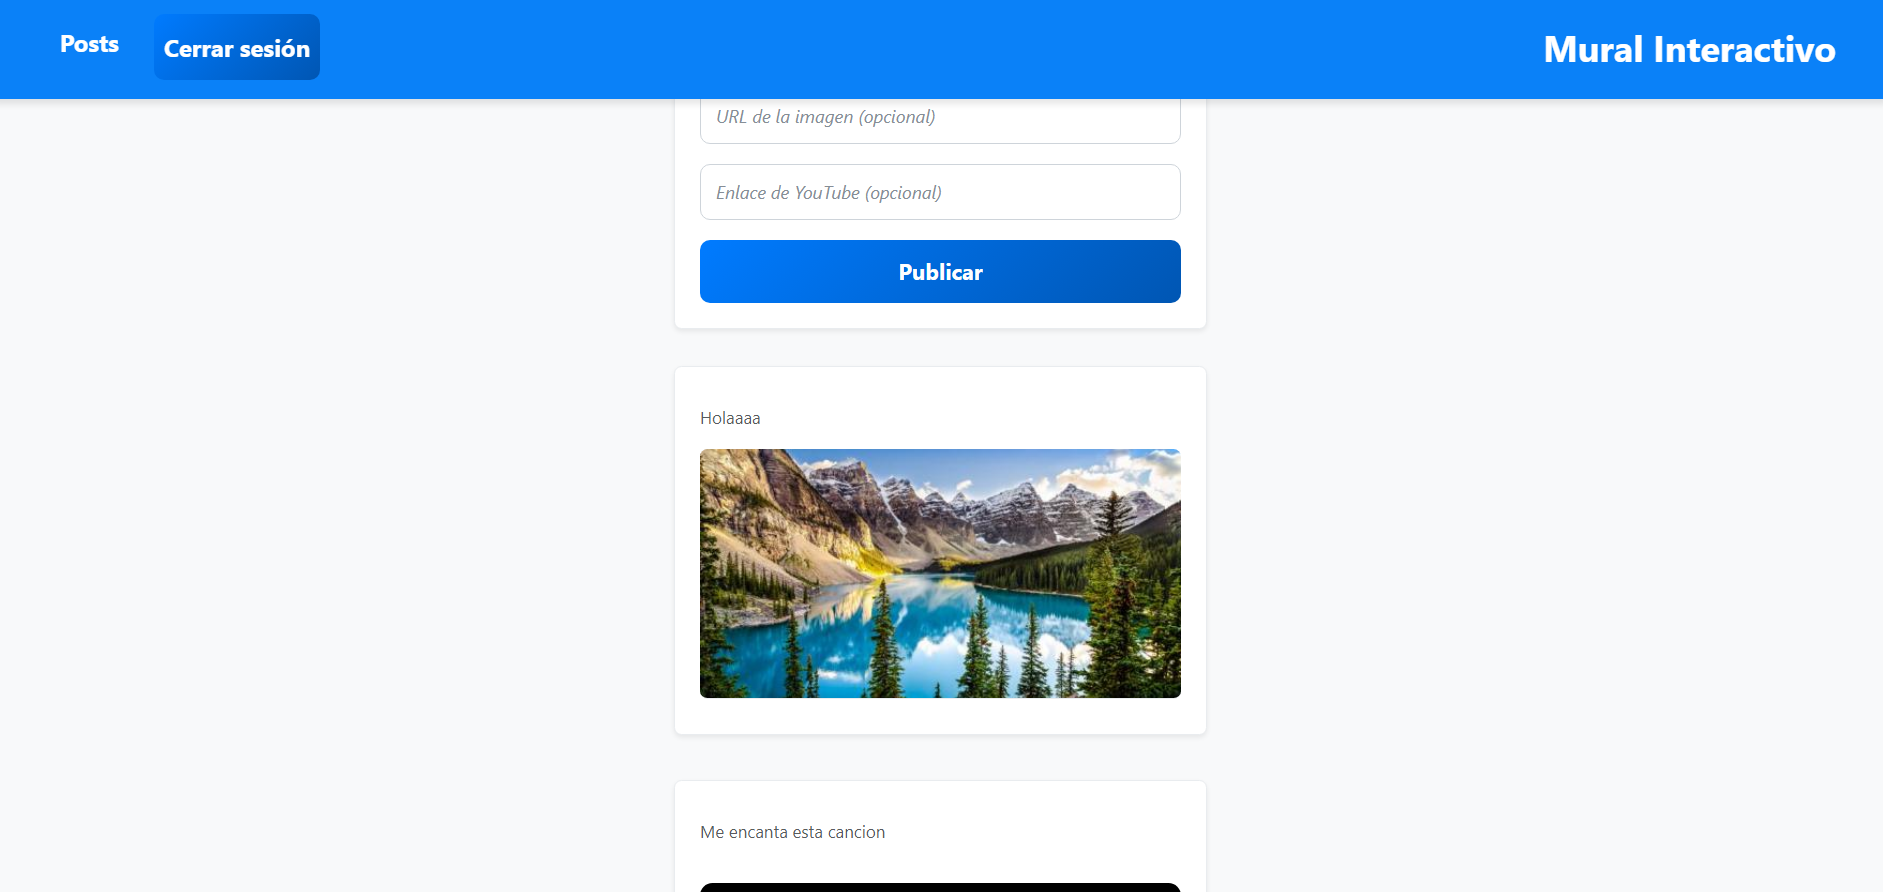 Posts
Cerrar sesión
Mural Interactivo
URL de la imagen (opcional)
Enlace de YouTube (opcional)
Publicar
Holaaaa
Me encanta esta cancion